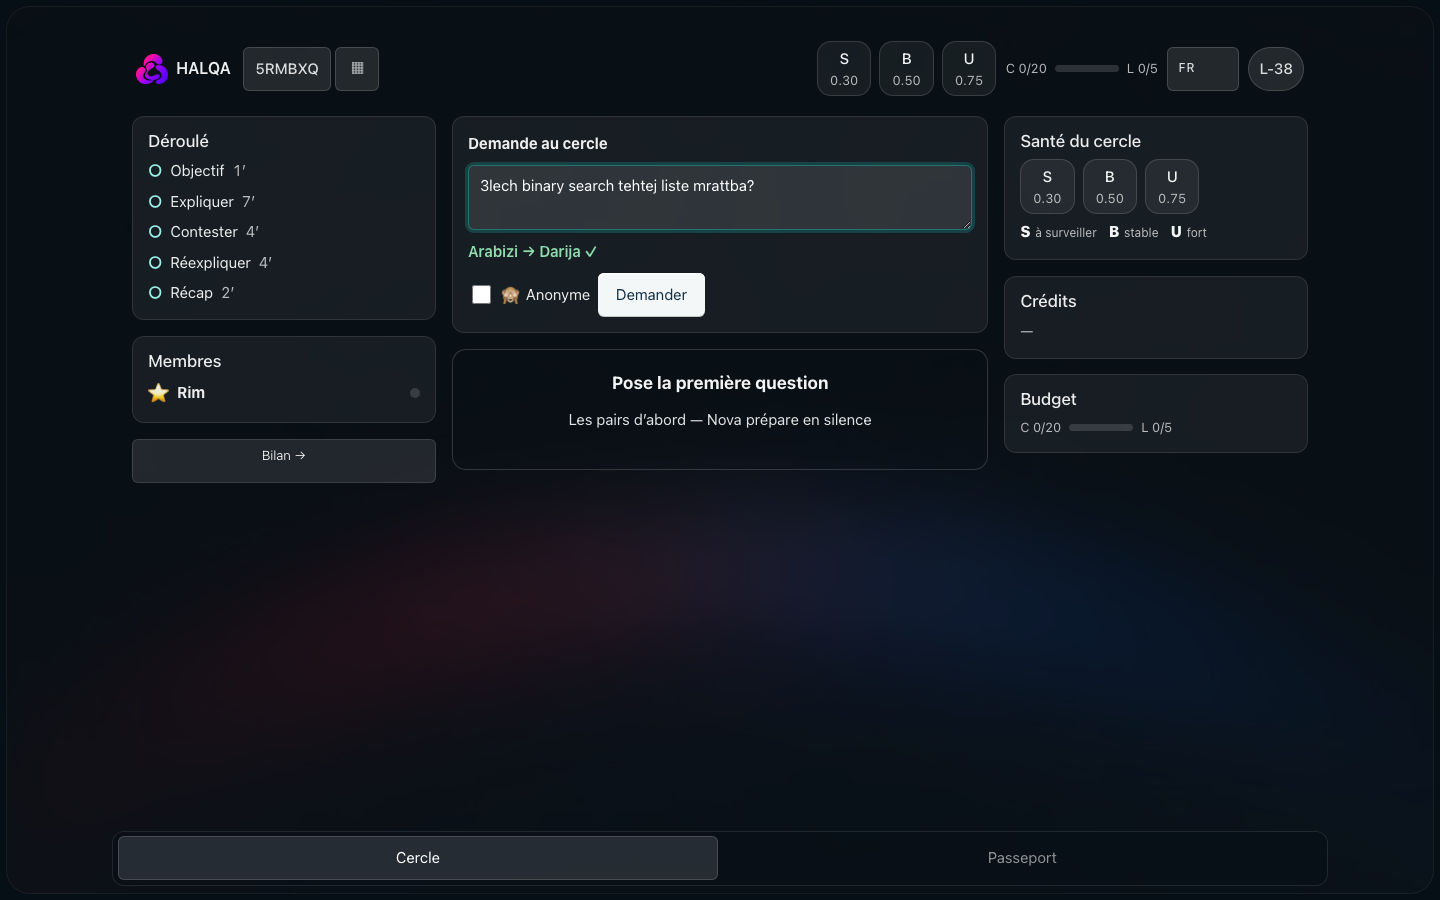 HALQA
5RMBXQ
S
0.30
B
0.50
U
0.75
C 0/20
L 0/5
FR
L-38
Déroulé
Objectif 1′
Expliquer 7′
Contester 4′
Réexpliquer 4′
Récap 2′
Membres
⭐ Rim
Bilan →
Demande au cercle
3lech binary search tehtej liste mrattba?
Arabizi → Darija ✓
🙈 Anonyme
Demander
Pose la première question
Les pairs d’abord — Nova prépare en silence
Santé du cercle
S
0.30
B
0.50
U
0.75
S à surveiller B stable U fort
Crédits
—
Budget
C 0/20
L 0/5
Cercle
Passeport